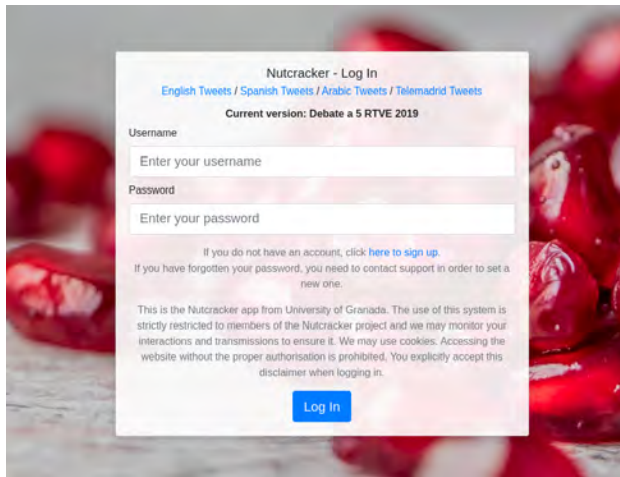 Nutcracker - Log In
English Tweets / Spanish Tweets / Arabic Tweets / Telemadrid Tweets
Current version: Debate a 5 RTVE 2019
Username
Enter your username
Password
Enter your password
If you do not have an account, click here to sign up.
If you have forgotten your password, you need to contact support in order to set a
new one.
This is the Nutcracker app from University of Granada. The use of this system is
strictly restricted to members of the Nutcracker project and we may monitor your
interactions and transmissions to ensure it. We may use cookies. Accessing the
website without the proper authorisation is prohibited. You explicitly accept this
disclaimer when logging in.
Log In